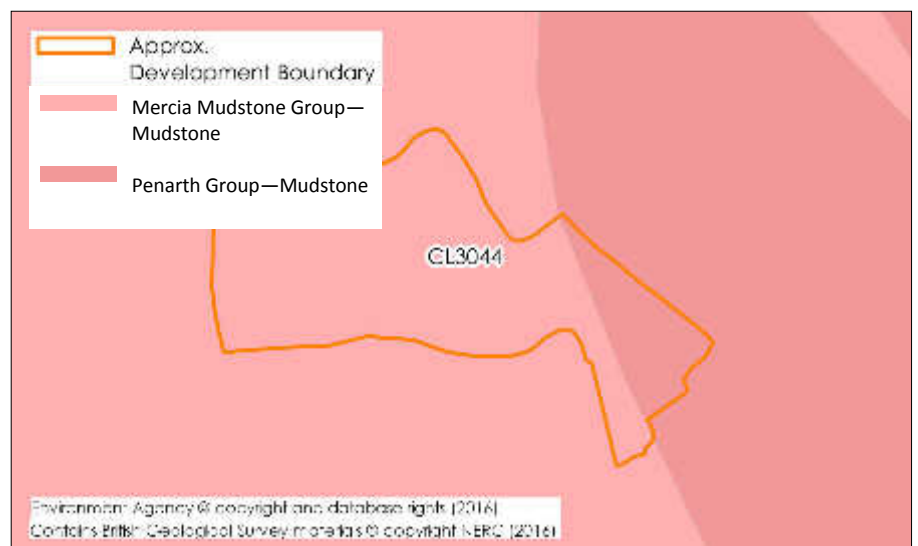 Approx.
Development Boundary
Mercia Mudstone Group—
Mudstone
Penarth Group—Mudstone
CL3044
Environment Agency © copyright and database rights (2016)
Contains British Geological Survey materials © copyright NERC (2016)